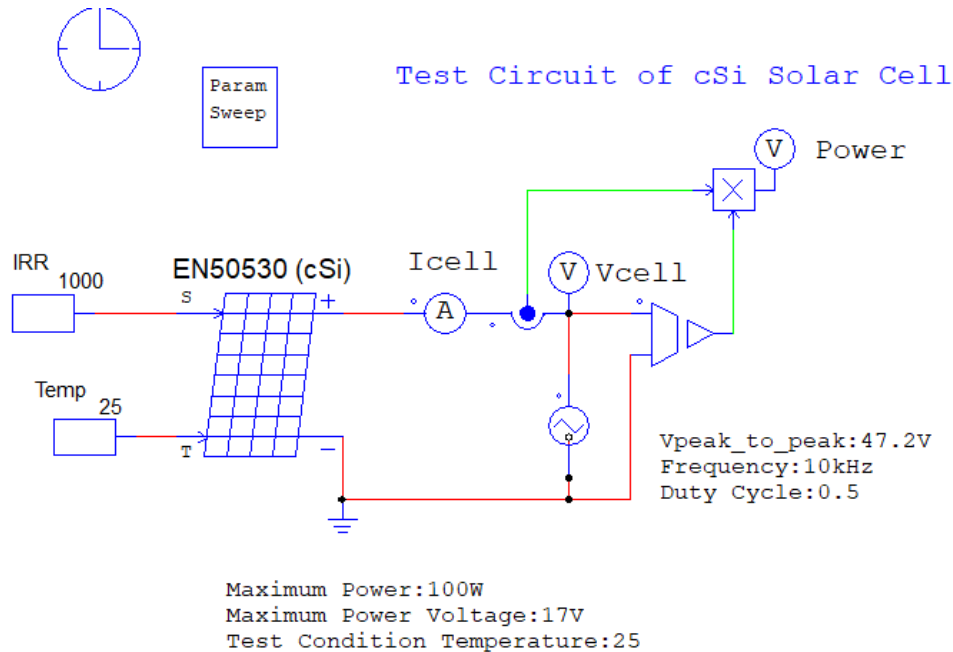 Test Circuit of cSi Solar Cell
Param
Sweep
V
Power
IRR
1000
EN50530 (cSi)
Icell
V
Vcell
S
+
A
Temp
25
T
−
Vpeak_to_peak:47.2V
Frequency:10kHz
Duty Cycle:0.5
Maximum Power:100W
Maximum Power Voltage:17V
Test Condition Temperature:25